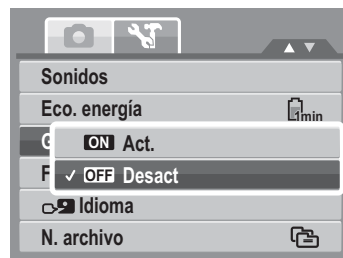 Sonidos
Eco. energía 1min
G
ON Act.
F
OFF Desact
Idioma
N. archivo